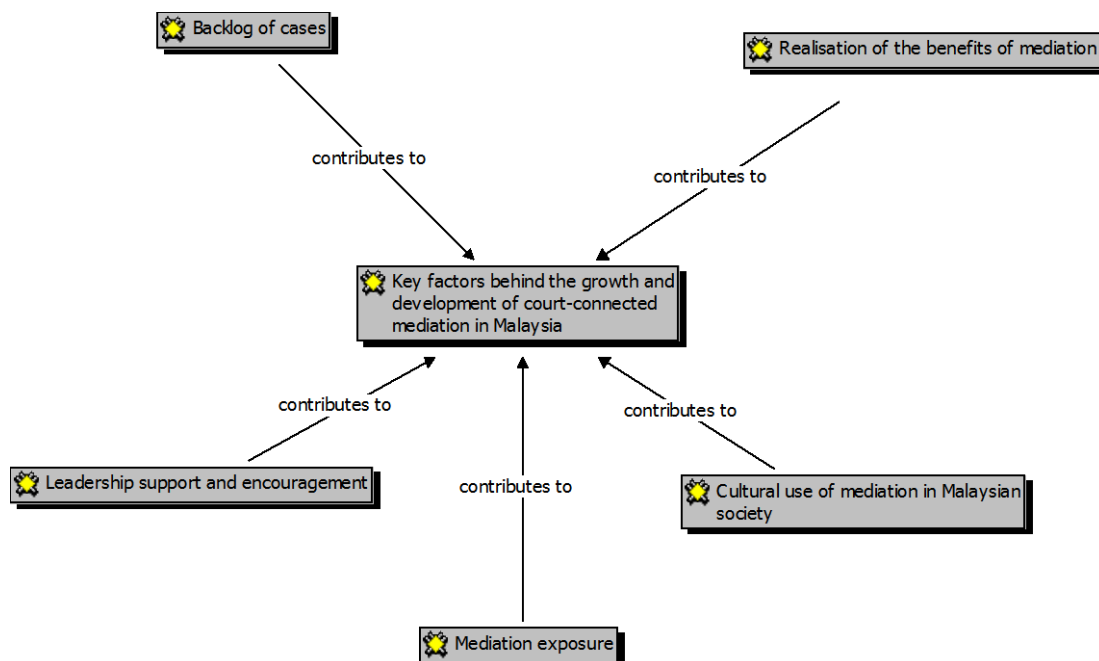 Backlog of cases
Realisation of the benefits of mediation
contributes to
contributes to
Key factors behind the growth and
development of court-connected
mediation in Malaysia
contributes to
contributes to
Leadership support and encouragement
contributes to
Cultural use of mediation in Malaysian
society
Mediation exposure